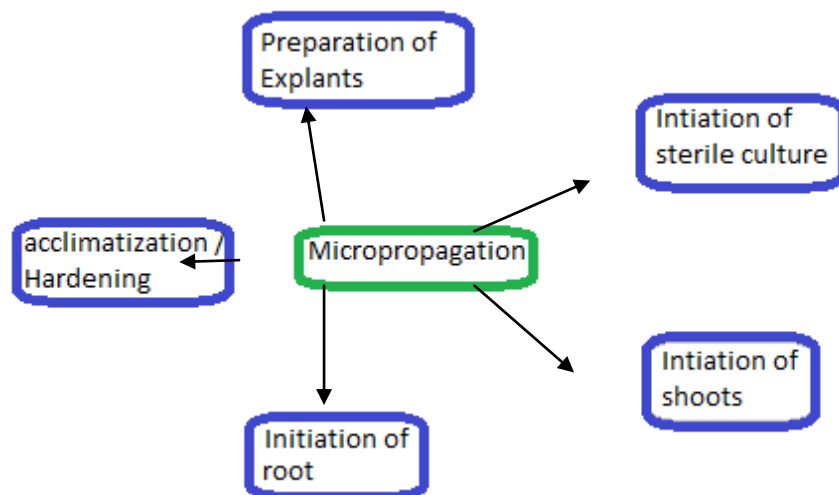 Preparation of
Explants
Intiation of
sterile culture
acclimatization /
Hardening
Micropropagation
Intiation of
shoots
Initiation of
root